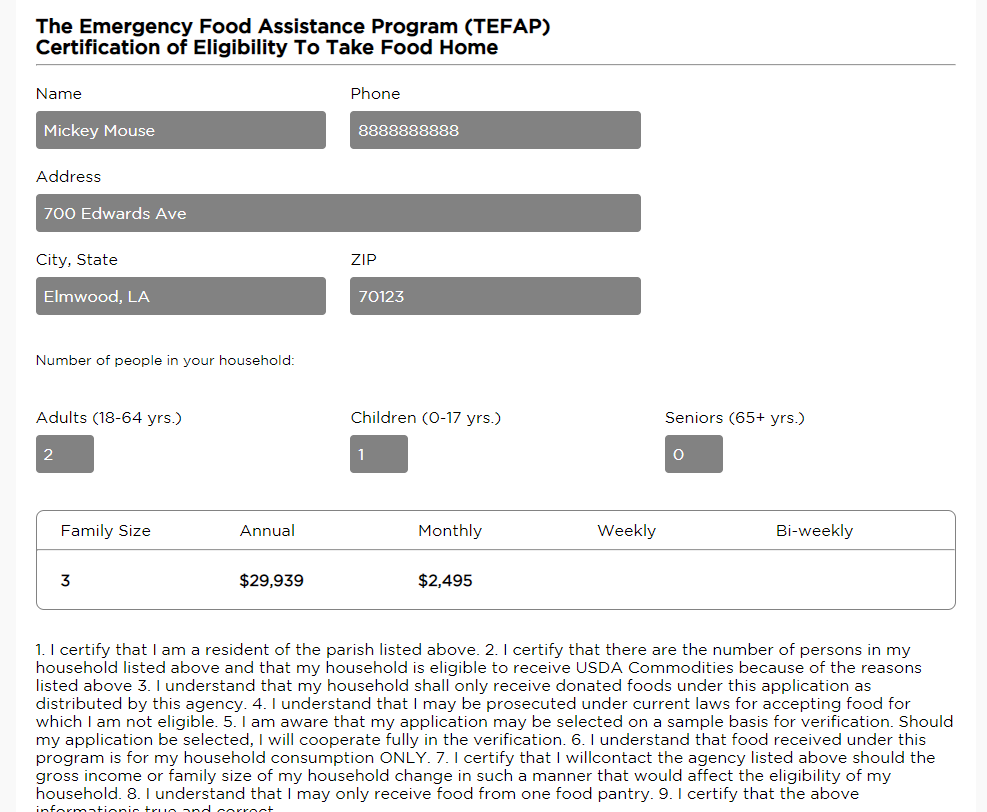 The Emergency Food Assistance Program (TEFAP)
Certification of Eligibility To Take Food Home
Name Phone
Mickey Mouse 8888888888
Address
700 Edwards Ave
City, State ZIP
Elmwood, LA 70123
Number of people in your household:
Adults (18-64 yrs.) Children (0-17 yrs.) Seniors (65+ yrs.)
2 1 0
Family Size Annual Monthly Weekly Bi-weekly
3 $29,939 $2,495
1. I certify that I am a resident of the parish listed above. 2. I certify that there are the number of persons in my
household listed above and that my household is eligible to receive USDA Commodities because of the reasons
listed above 3. I understand that my household shall only receive donated foods under this application as
distributed by this agency. 4. I understand that I may be prosecuted under current laws for accepting food for
which I am not eligible. 5. I am aware that my application may be selected on a sample basis for verification. Should
my application be selected, I will cooperate fully in the verification. 6. I understand that food received under this
program is for my household consumption ONLY. 7. I certify that I willcontact the agency listed above should the
gross income or family size of my household change in such a manner that would affect the eligibility of my
household. 8. I understand that I may only receive food from one food pantry. 9. I certify that the above
informationis true and correct.